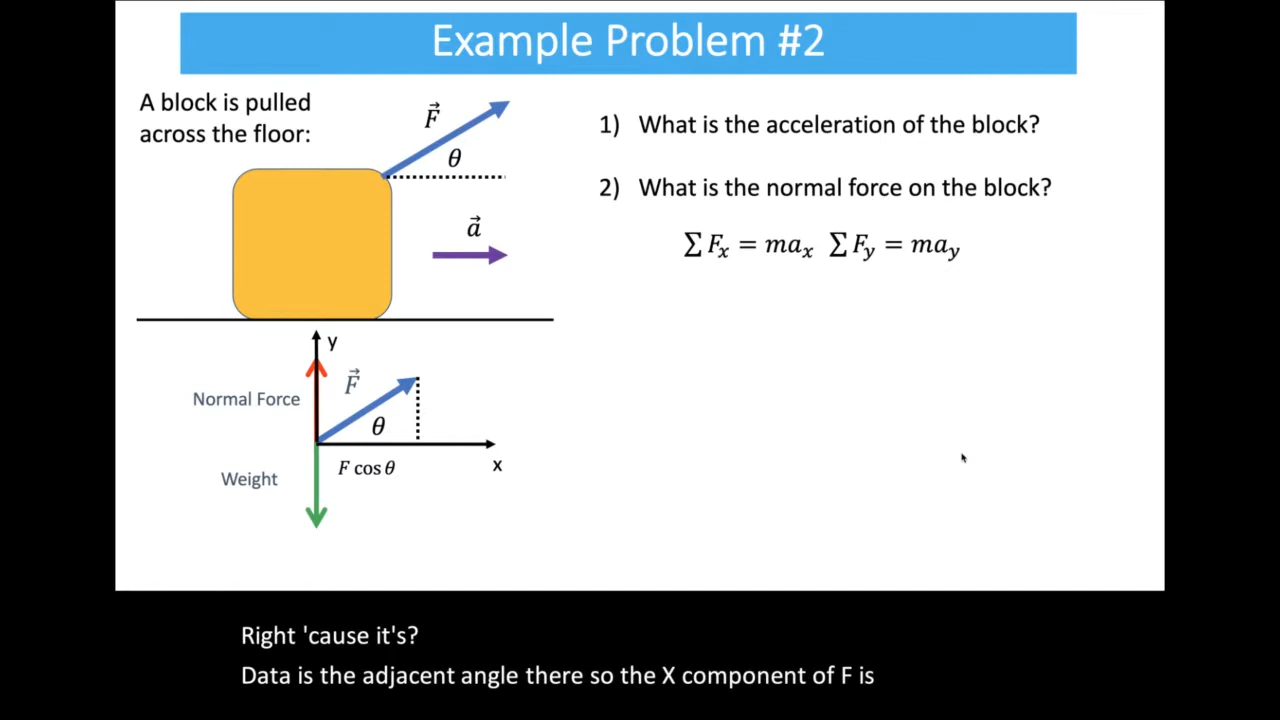 Example Problem #2
A block is pulled
across the floor:
F⃗
θ
a⃗
1) What is the acceleration of the block?
2) What is the normal force on the block?
∑ Fₓ = maₓ ∑ F_y = ma_y
y
Normal Force
F⃗
θ
x
F cos θ
Weight
Right 'cause it's?
Data is the adjacent angle there so the X component of F is